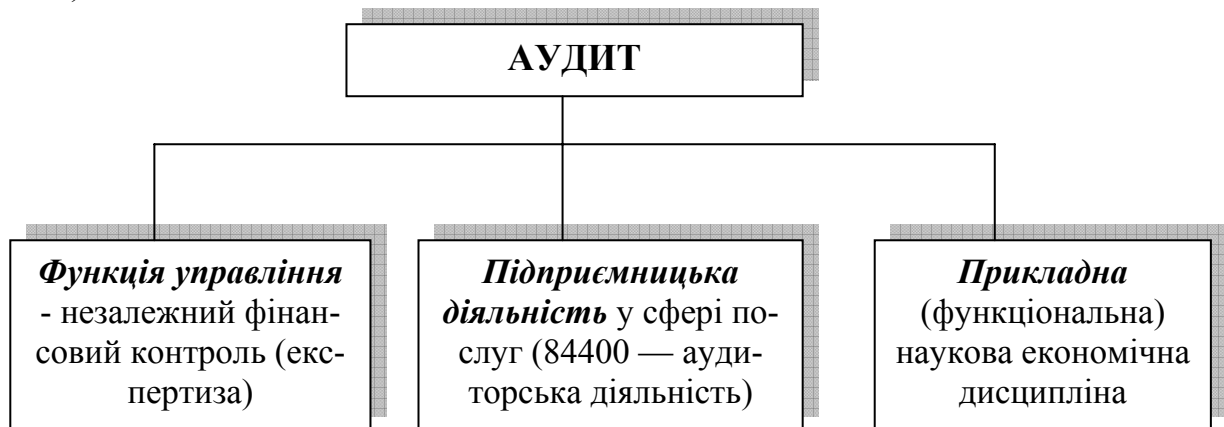 АУДИТ
Функція управління
- незалежний фінан-
совий контроль (екс-
пертиза)
Підприємницька
діяльність у сфері по-
слуг (84400 — ауди-
торська діяльність)
Прикладна
(функціональна)
наукова економічна
дисципліна